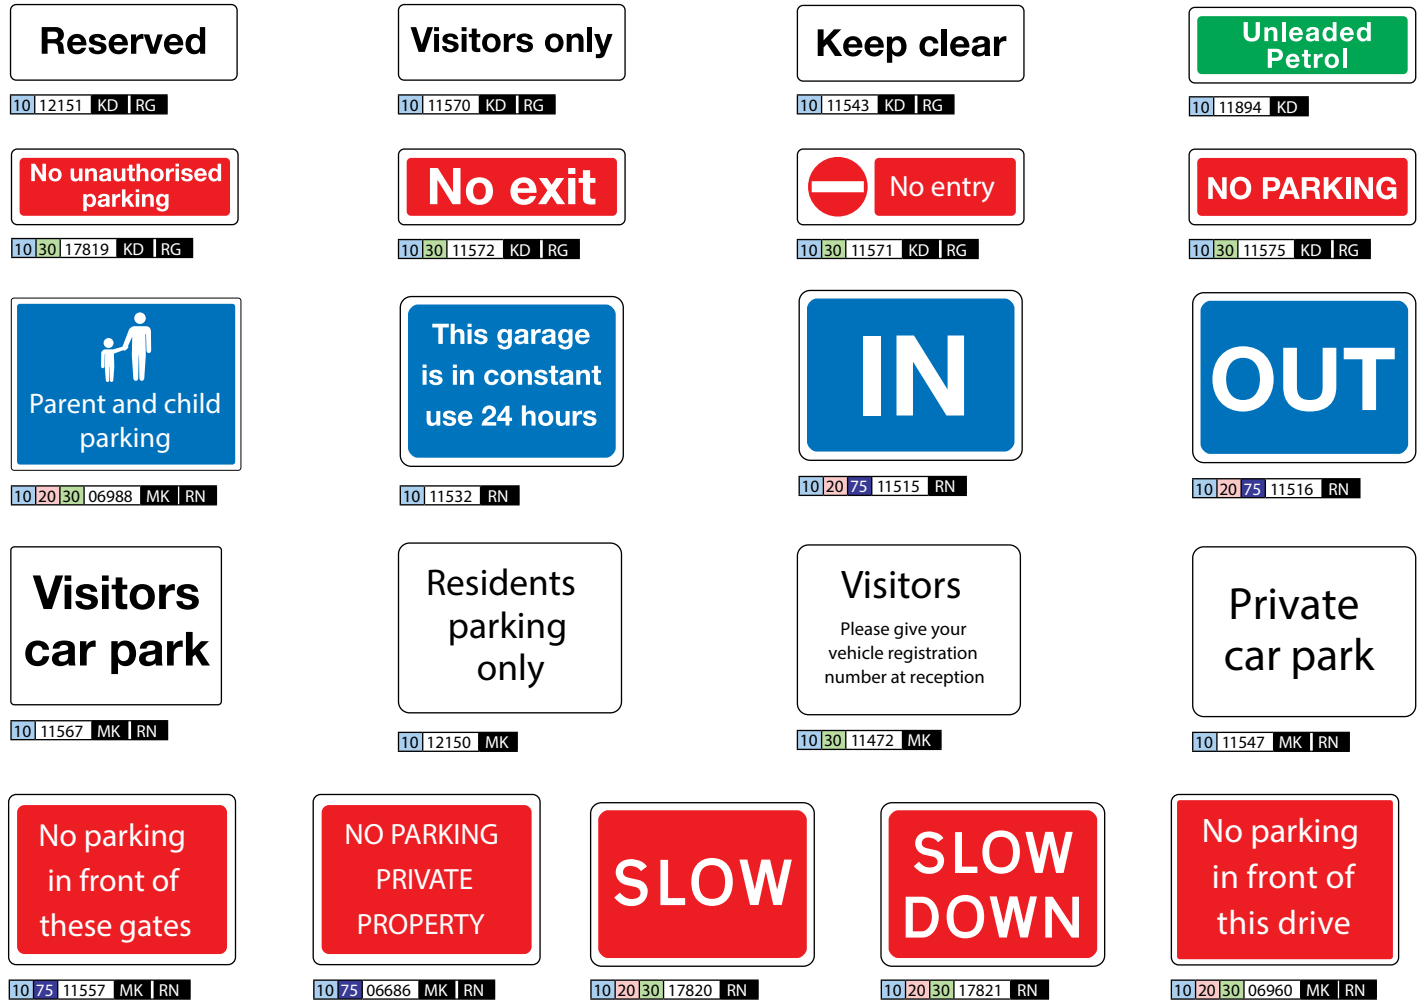 Reserved
10 12151 KD RG
Visitors only
10 11570 KD RG
Keep clear
10 11543 KD RG
Unleaded
Petrol
10 11894 KD
No unauthorised
parking
10 30 17819 KD RG
No exit
10 30 11572 KD RG
No entry
10 30 11571 KD RG
NO PARKING
10 30 11575 KD RG
Parent and child
parking
10 20 30 06988 MK RN
This garage
is in constant
use 24 hours
10 11532 RN
IN
10 20 75 11515 RN
OUT
10 20 75 11516 RN
Visitors
car park
10 11567 MK RN
Residents
parking
only
10 12150 MK
Visitors
Please give your
vehicle registration
number at reception
10 30 11472 MK
Private
car park
10 11547 MK RN
No parking
in front of
these gates
10 75 11557 MK RN
NO PARKING
PRIVATE
PROPERTY
10 75 06686 MK RN
SLOW
10 20 30 17820 RN
SLOW
DOWN
10 20 30 17821 RN
No parking
in front of
this drive
10 20 30 06960 MK RN